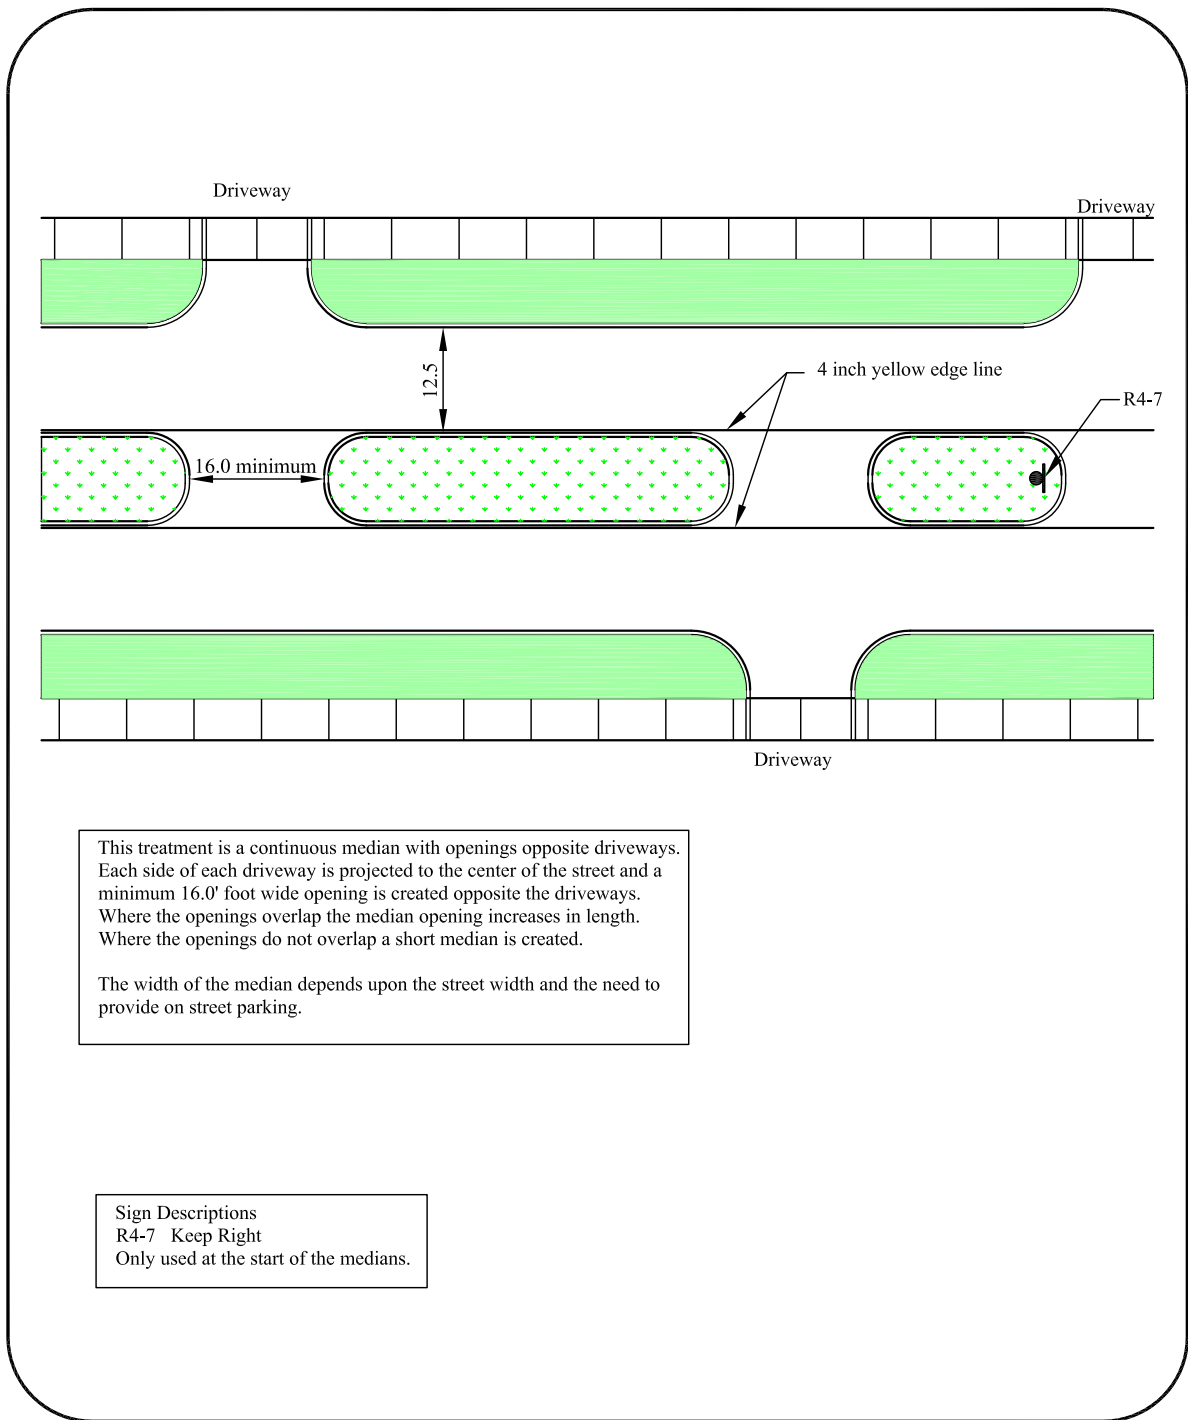 Driveway
Driveway
12.5
4 inch yellow edge line
R4-7
16.0 minimum
Driveway
This treatment is a continuous median with openings opposite driveways.
Each side of each driveway is projected to the center of the street and a
minimum 16.0' foot wide opening is created opposite the driveways.
Where the openings overlap the median opening increases in length.
Where the openings do not overlap a short median is created.
The width of the median depends upon the street width and the need to
provide on street parking.
Sign Descriptions
R4-7 Keep Right
Only used at the start of the medians.